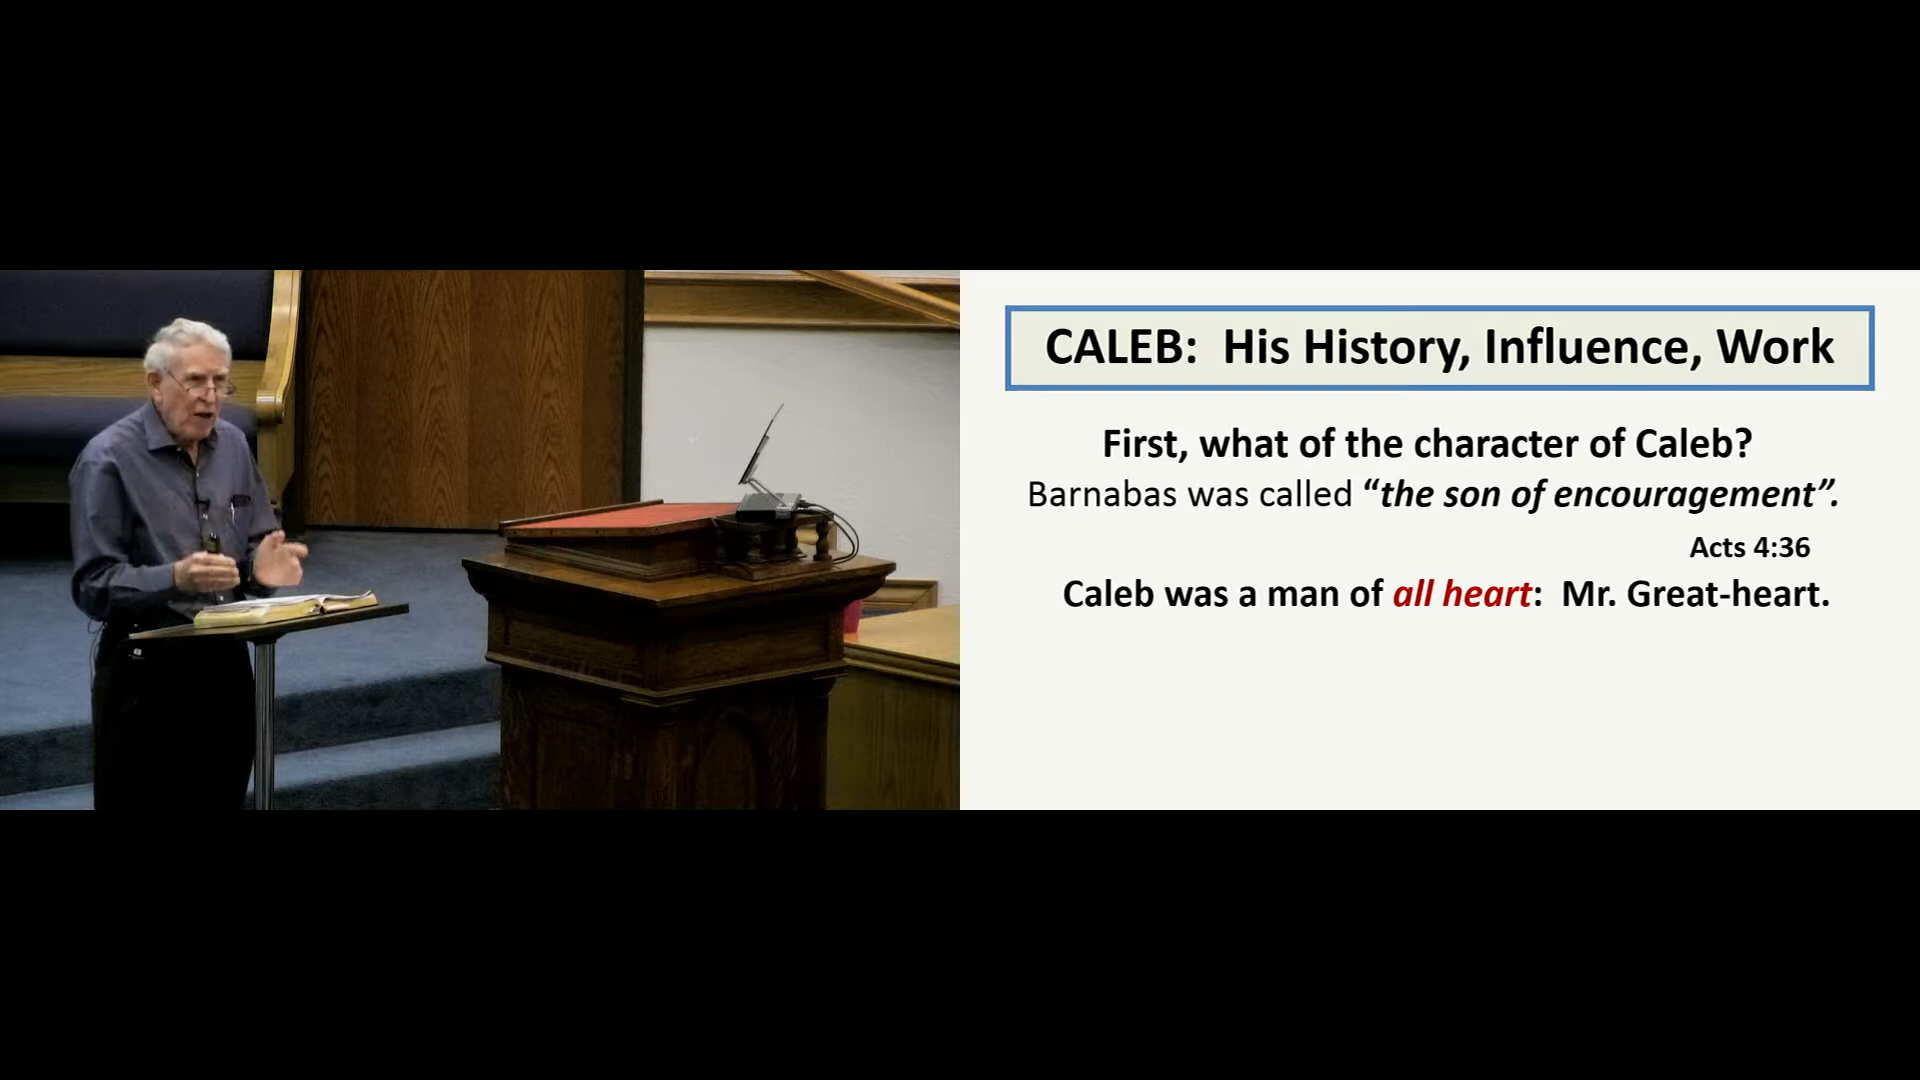 CALEB: His History, Influence, Work
First, what of the character of Caleb?
Barnabas was called “the son of encouragement”.
Acts 4:36
Caleb was a man of all heart: Mr. Great-heart.